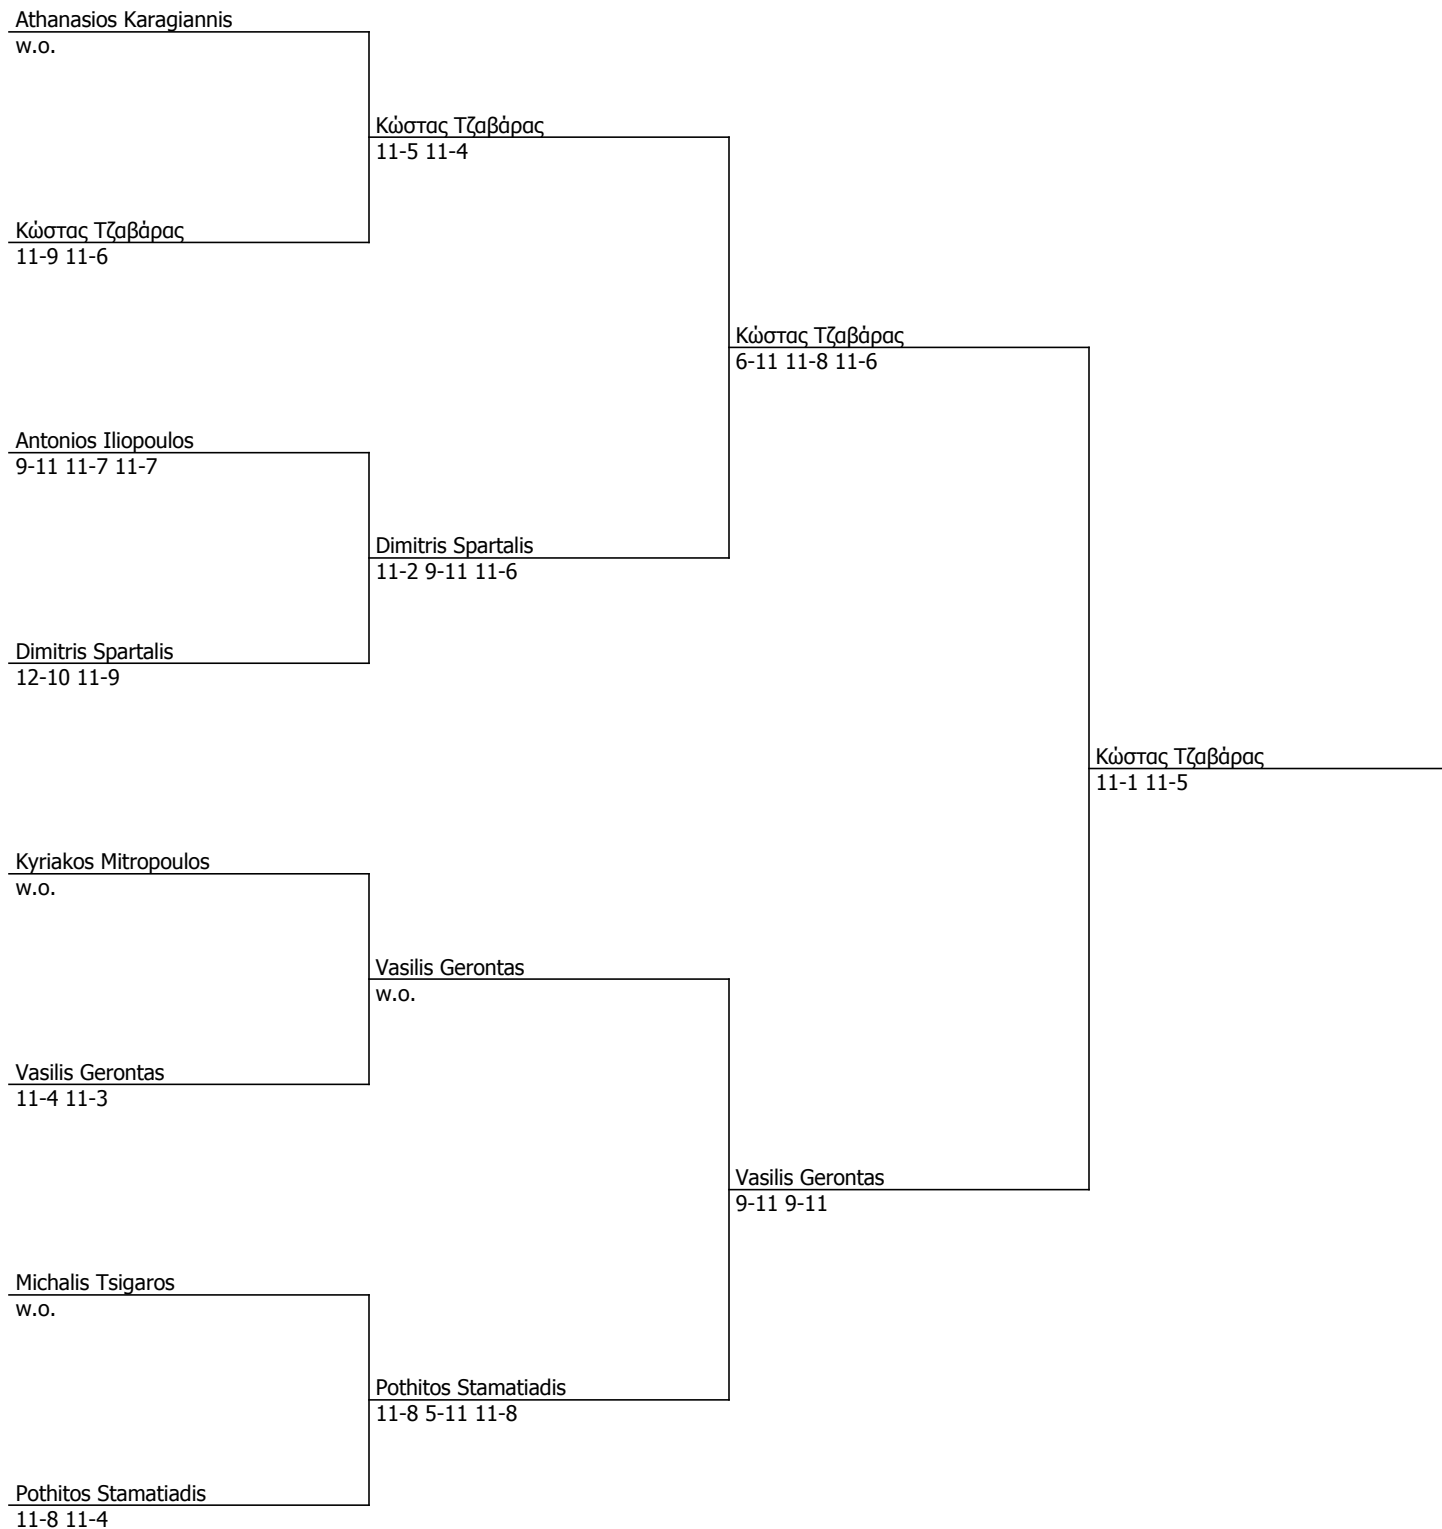 Athanasios Karagiannis
w.o.
Κώστας Τζαβάρας
11-5 11-4
Κώστας Τζαβάρας
11-9 11-6
Κώστας Τζαβάρας
6-11 11-8 11-6
Antonios Iliopoulos
9-11 11-7 11-7
Dimitris Spartalis
11-2 9-11 11-6
Dimitris Spartalis
12-10 11-9
Κώστας Τζαβάρας
11-1 11-5
Kyriakos Mitropoulos
w.o.
Vasilis Gerontas
w.o.
Vasilis Gerontas
11-4 11-3
Vasilis Gerontas
9-11 9-11
Michalis Tsigaros
w.o.
Pothitos Stamatiadis
11-8 5-11 11-8
Pothitos Stamatiadis
11-8 11-4